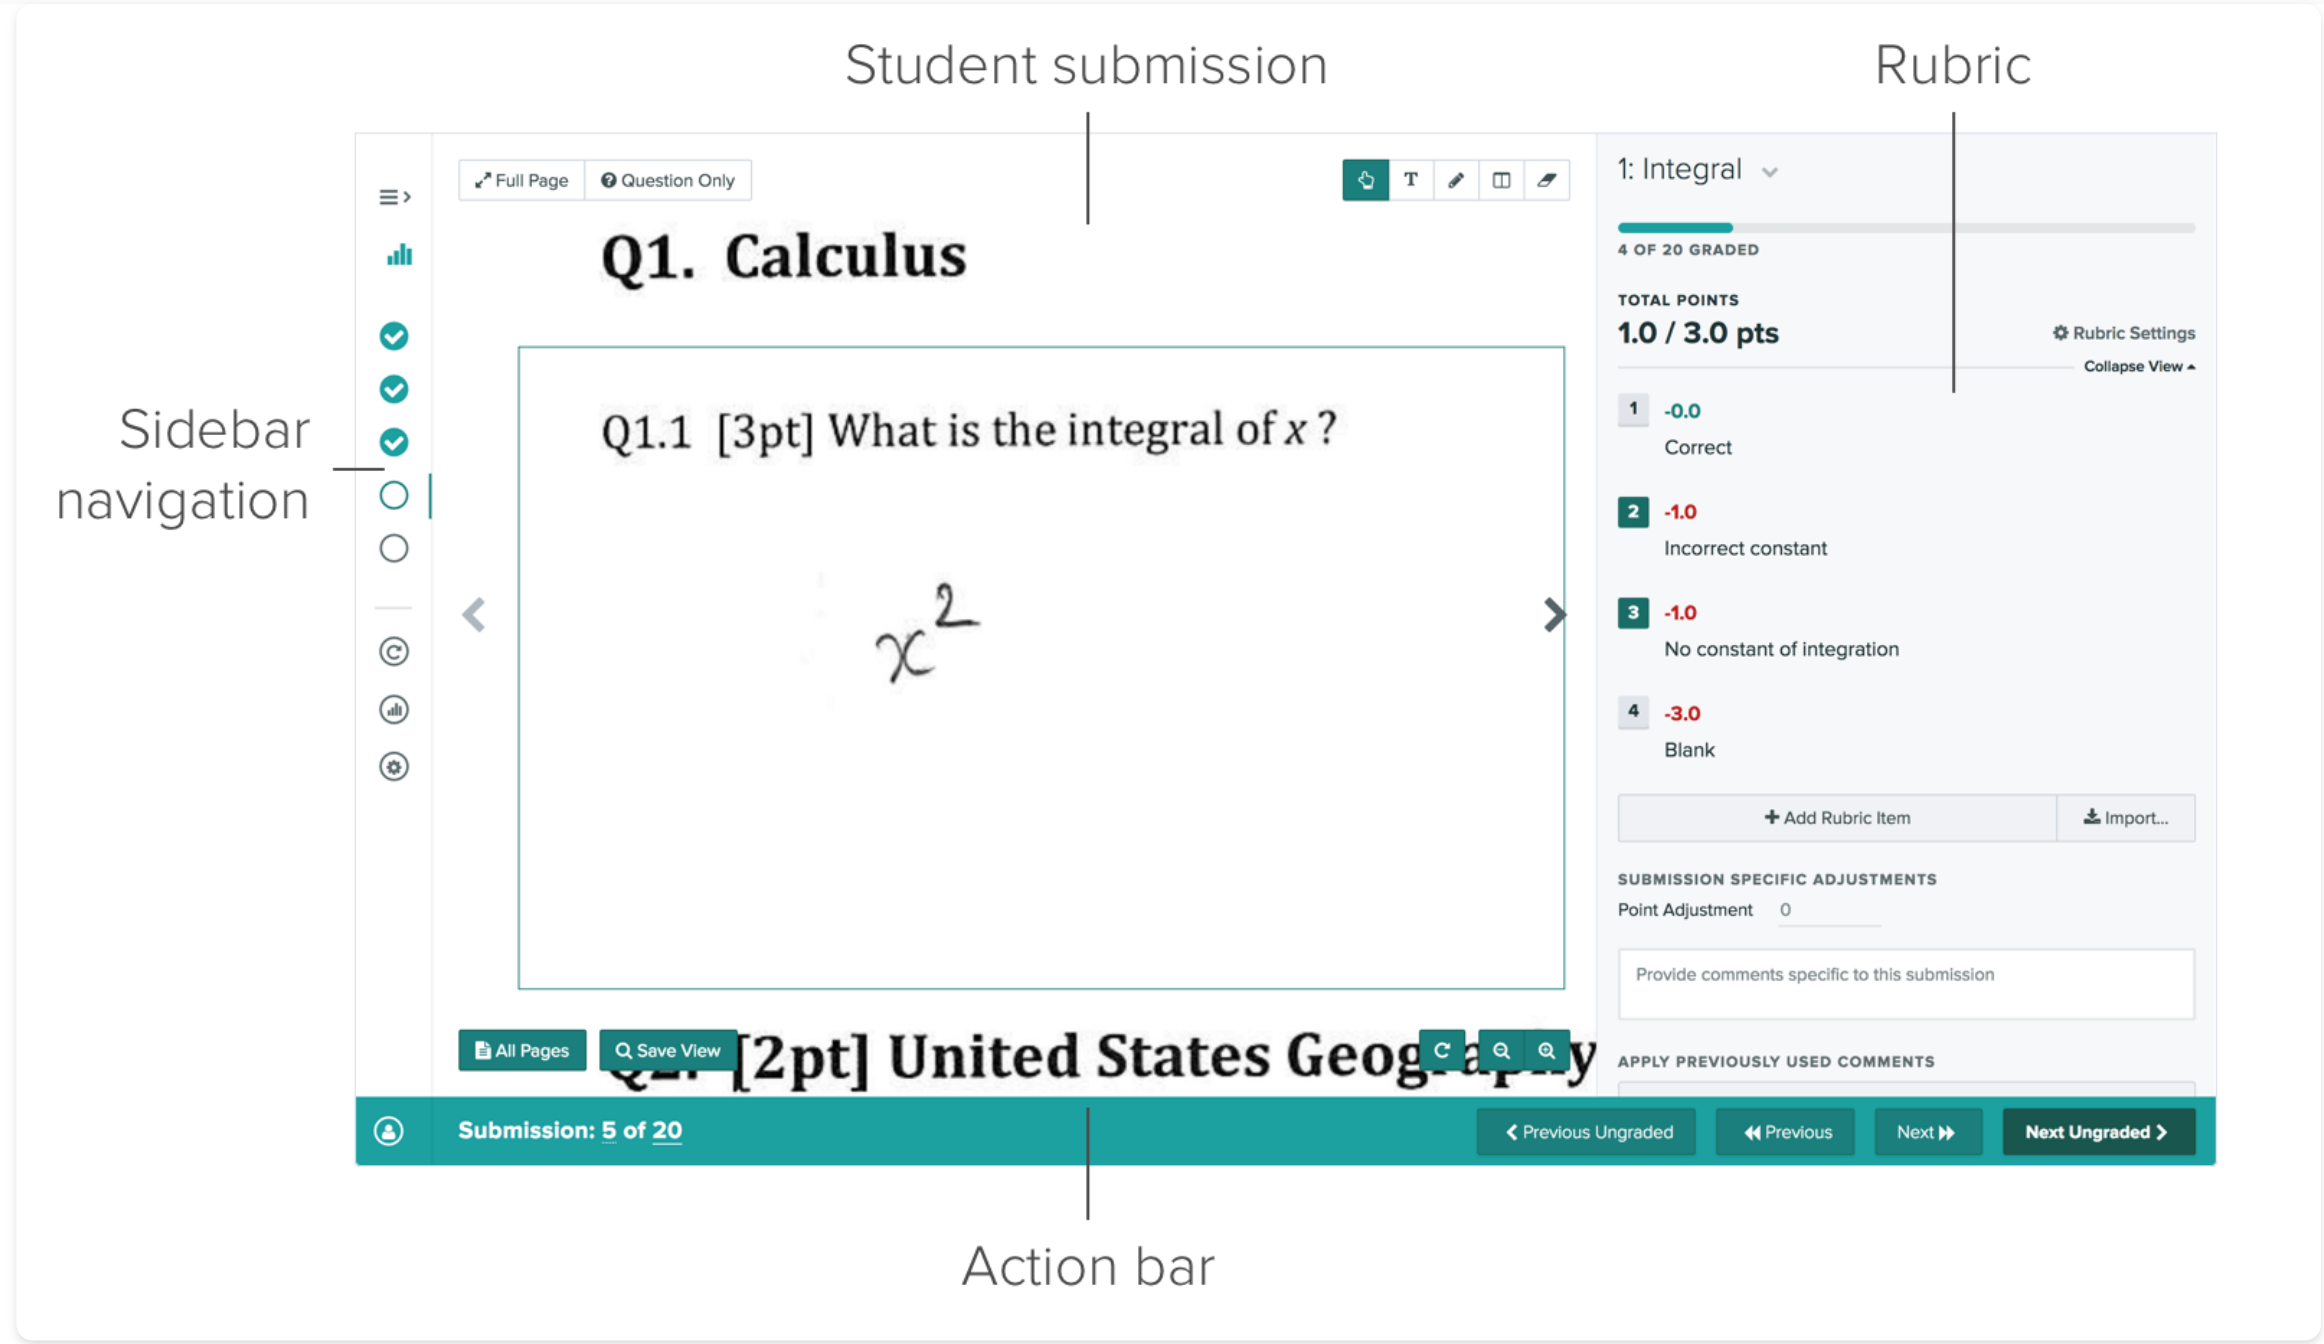 Student submission
Rubric
Sidebar
navigation
Full Page
Question Only
T
Q1. Calculus
Q1.1 [3pt] What is the integral of x ?
x²
All Pages
Save View
Q2. [2pt] United States Geography
1: Integral
4 OF 20 GRADED
TOTAL POINTS
1.0 / 3.0 pts
Rubric Settings
Collapse View
1 -0.0
Correct
2 -1.0
Incorrect constant
3 -1.0
No constant of integration
4 -3.0
Blank
+ Add Rubric Item
Import...
SUBMISSION SPECIFIC ADJUSTMENTS
Point Adjustment 0
Provide comments specific to this submission
APPLY PREVIOUSLY USED COMMENTS
Submission: 5 of 20
Previous Ungraded
Previous
Next
Next Ungraded
Action bar